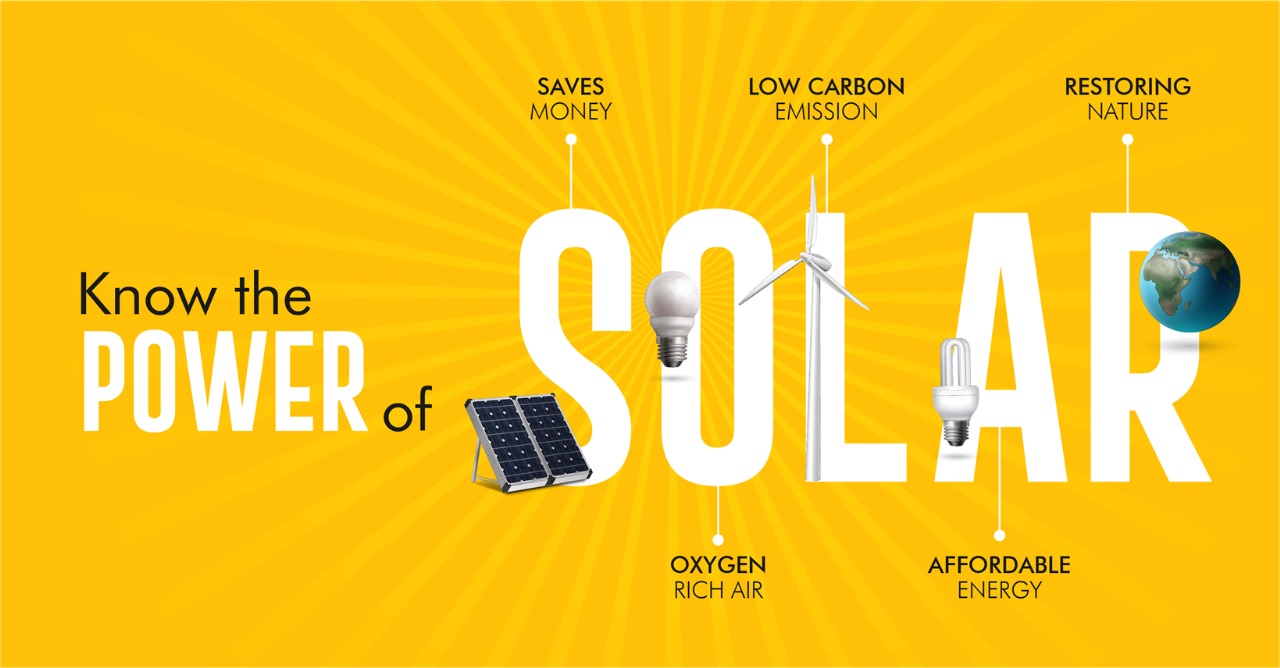 Know the
POWER of
SOLAR
SAVES
MONEY
LOW CARBON
EMISSION
RESTORING
NATURE
OXYGEN
RICH AIR
AFFORDABLE
ENERGY